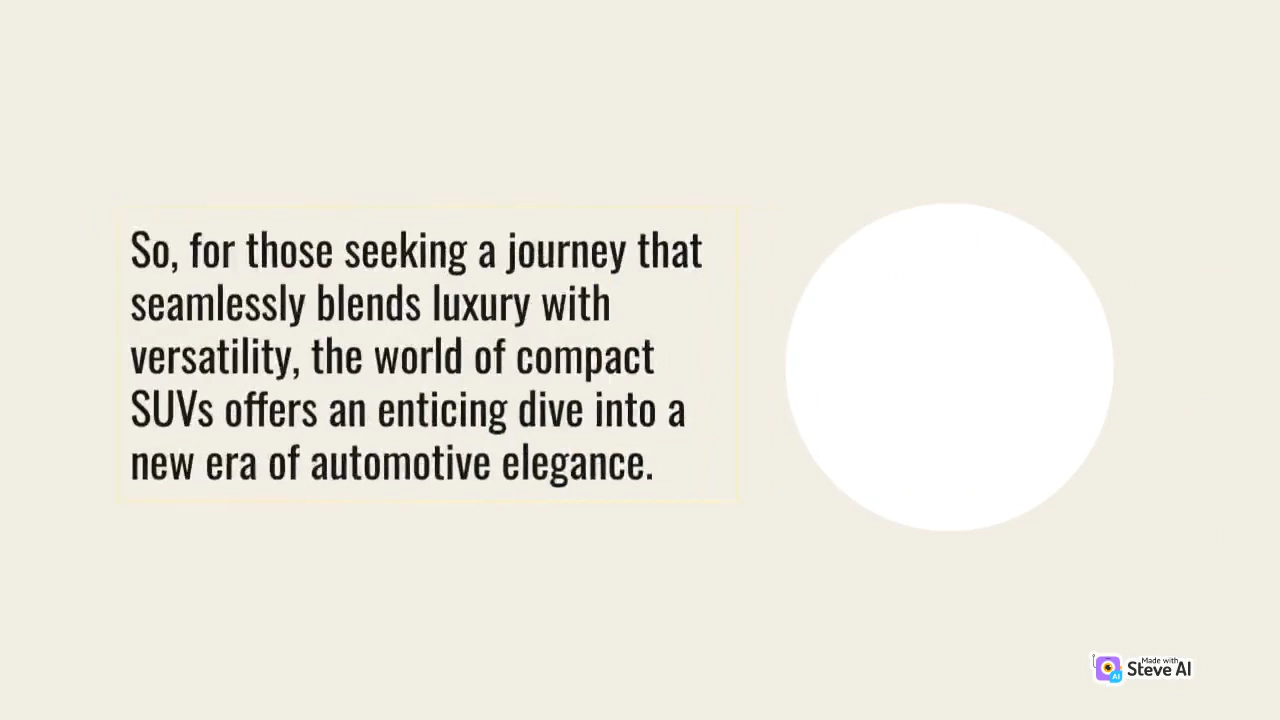 So, for those seeking a journey that
seamlessly blends luxury with
versatility, the world of compact
SUVs offers an enticing dive into a
new era of automotive elegance.
Made with
Steve AI
AI